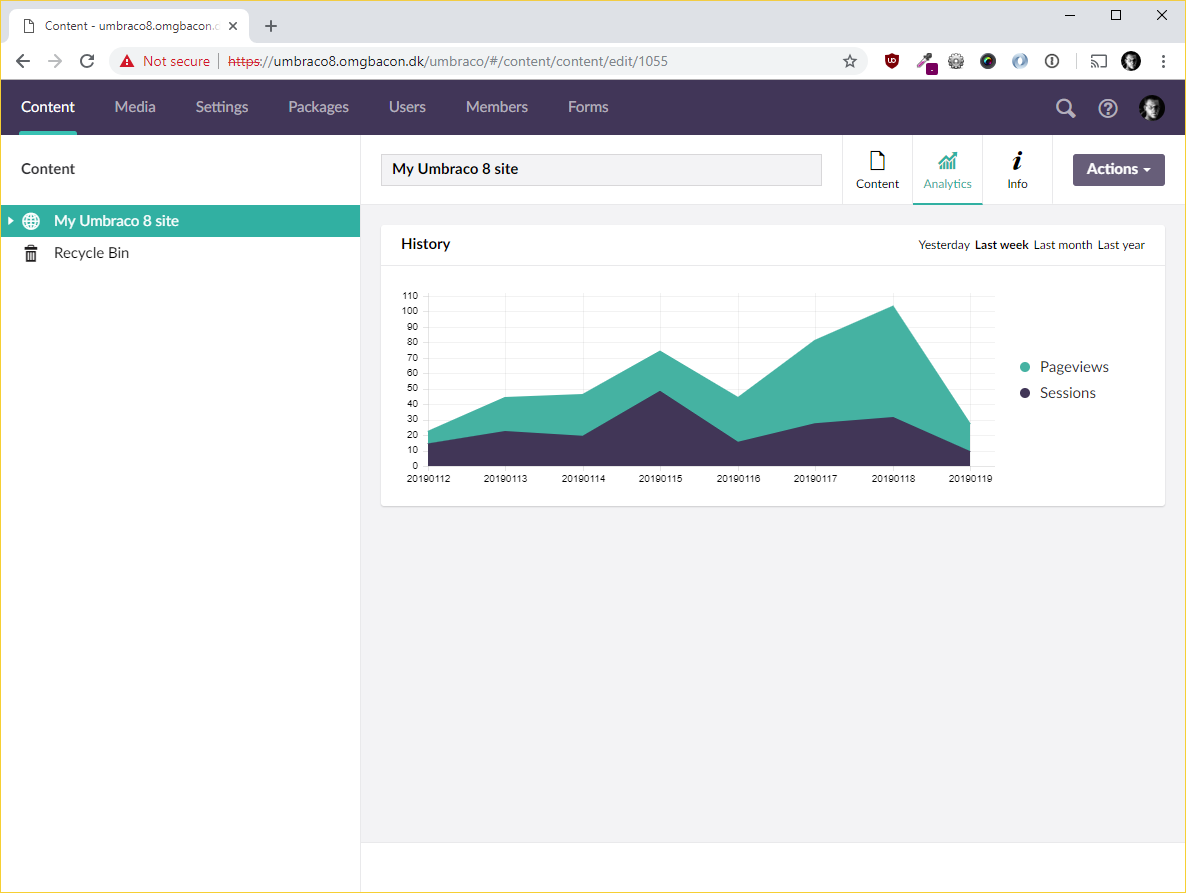 Content - umbraco8.omgbacon.c
Not secure https://umbraco8.omgbacon.dk/umbraco/#/content/content/edit/1055
Content Media Settings Packages Users Members Forms
Content
My Umbraco 8 site
Recycle Bin
My Umbraco 8 site
Content Analytics Info
Actions
History
Yesterday Last week Last month Last year
110
100
90
80
70
60
50
40
30
20
10
0
20190112 20190113 20190114 20190115 20190116 20190117 20190118 20190119
Pageviews
Sessions